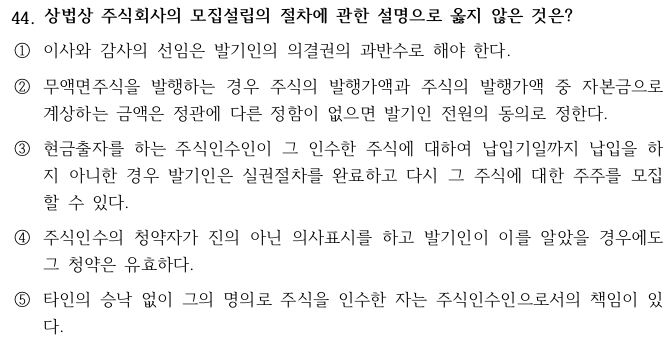 44. 상법상 주식회사의 모집설립의 절차에 관한 설명으로 옳지 않은 것은?
① 이사와 감사의 선임은 발기인의 의결권의 과반수로 해야 한다.
② 무액면주식을 발행하는 경우 주식의 발행가액과 주식의 발행가액 중 자본금으로
계상하는 금액은 정관에 다른 정함이 없으면 발기인 전원의 동의로 정한다.
③ 현금출자를 하는 주식인수인이 그 인수한 주식에 대하여 납입기일까지 납입을 하
지 아니한 경우 발기인은 실권절차를 완료하고 다시 그 주식에 대한 주주를 모집
할 수 있다.
④ 주식인수의 청약자가 진의 아닌 의사표시를 하고 발기인이 이를 알았을 경우에도
그 청약은 유효하다.
⑤ 타인의 승낙 없이 그의 명의로 주식을 인수한 자는 주식인수인으로서의 책임이 있
다.